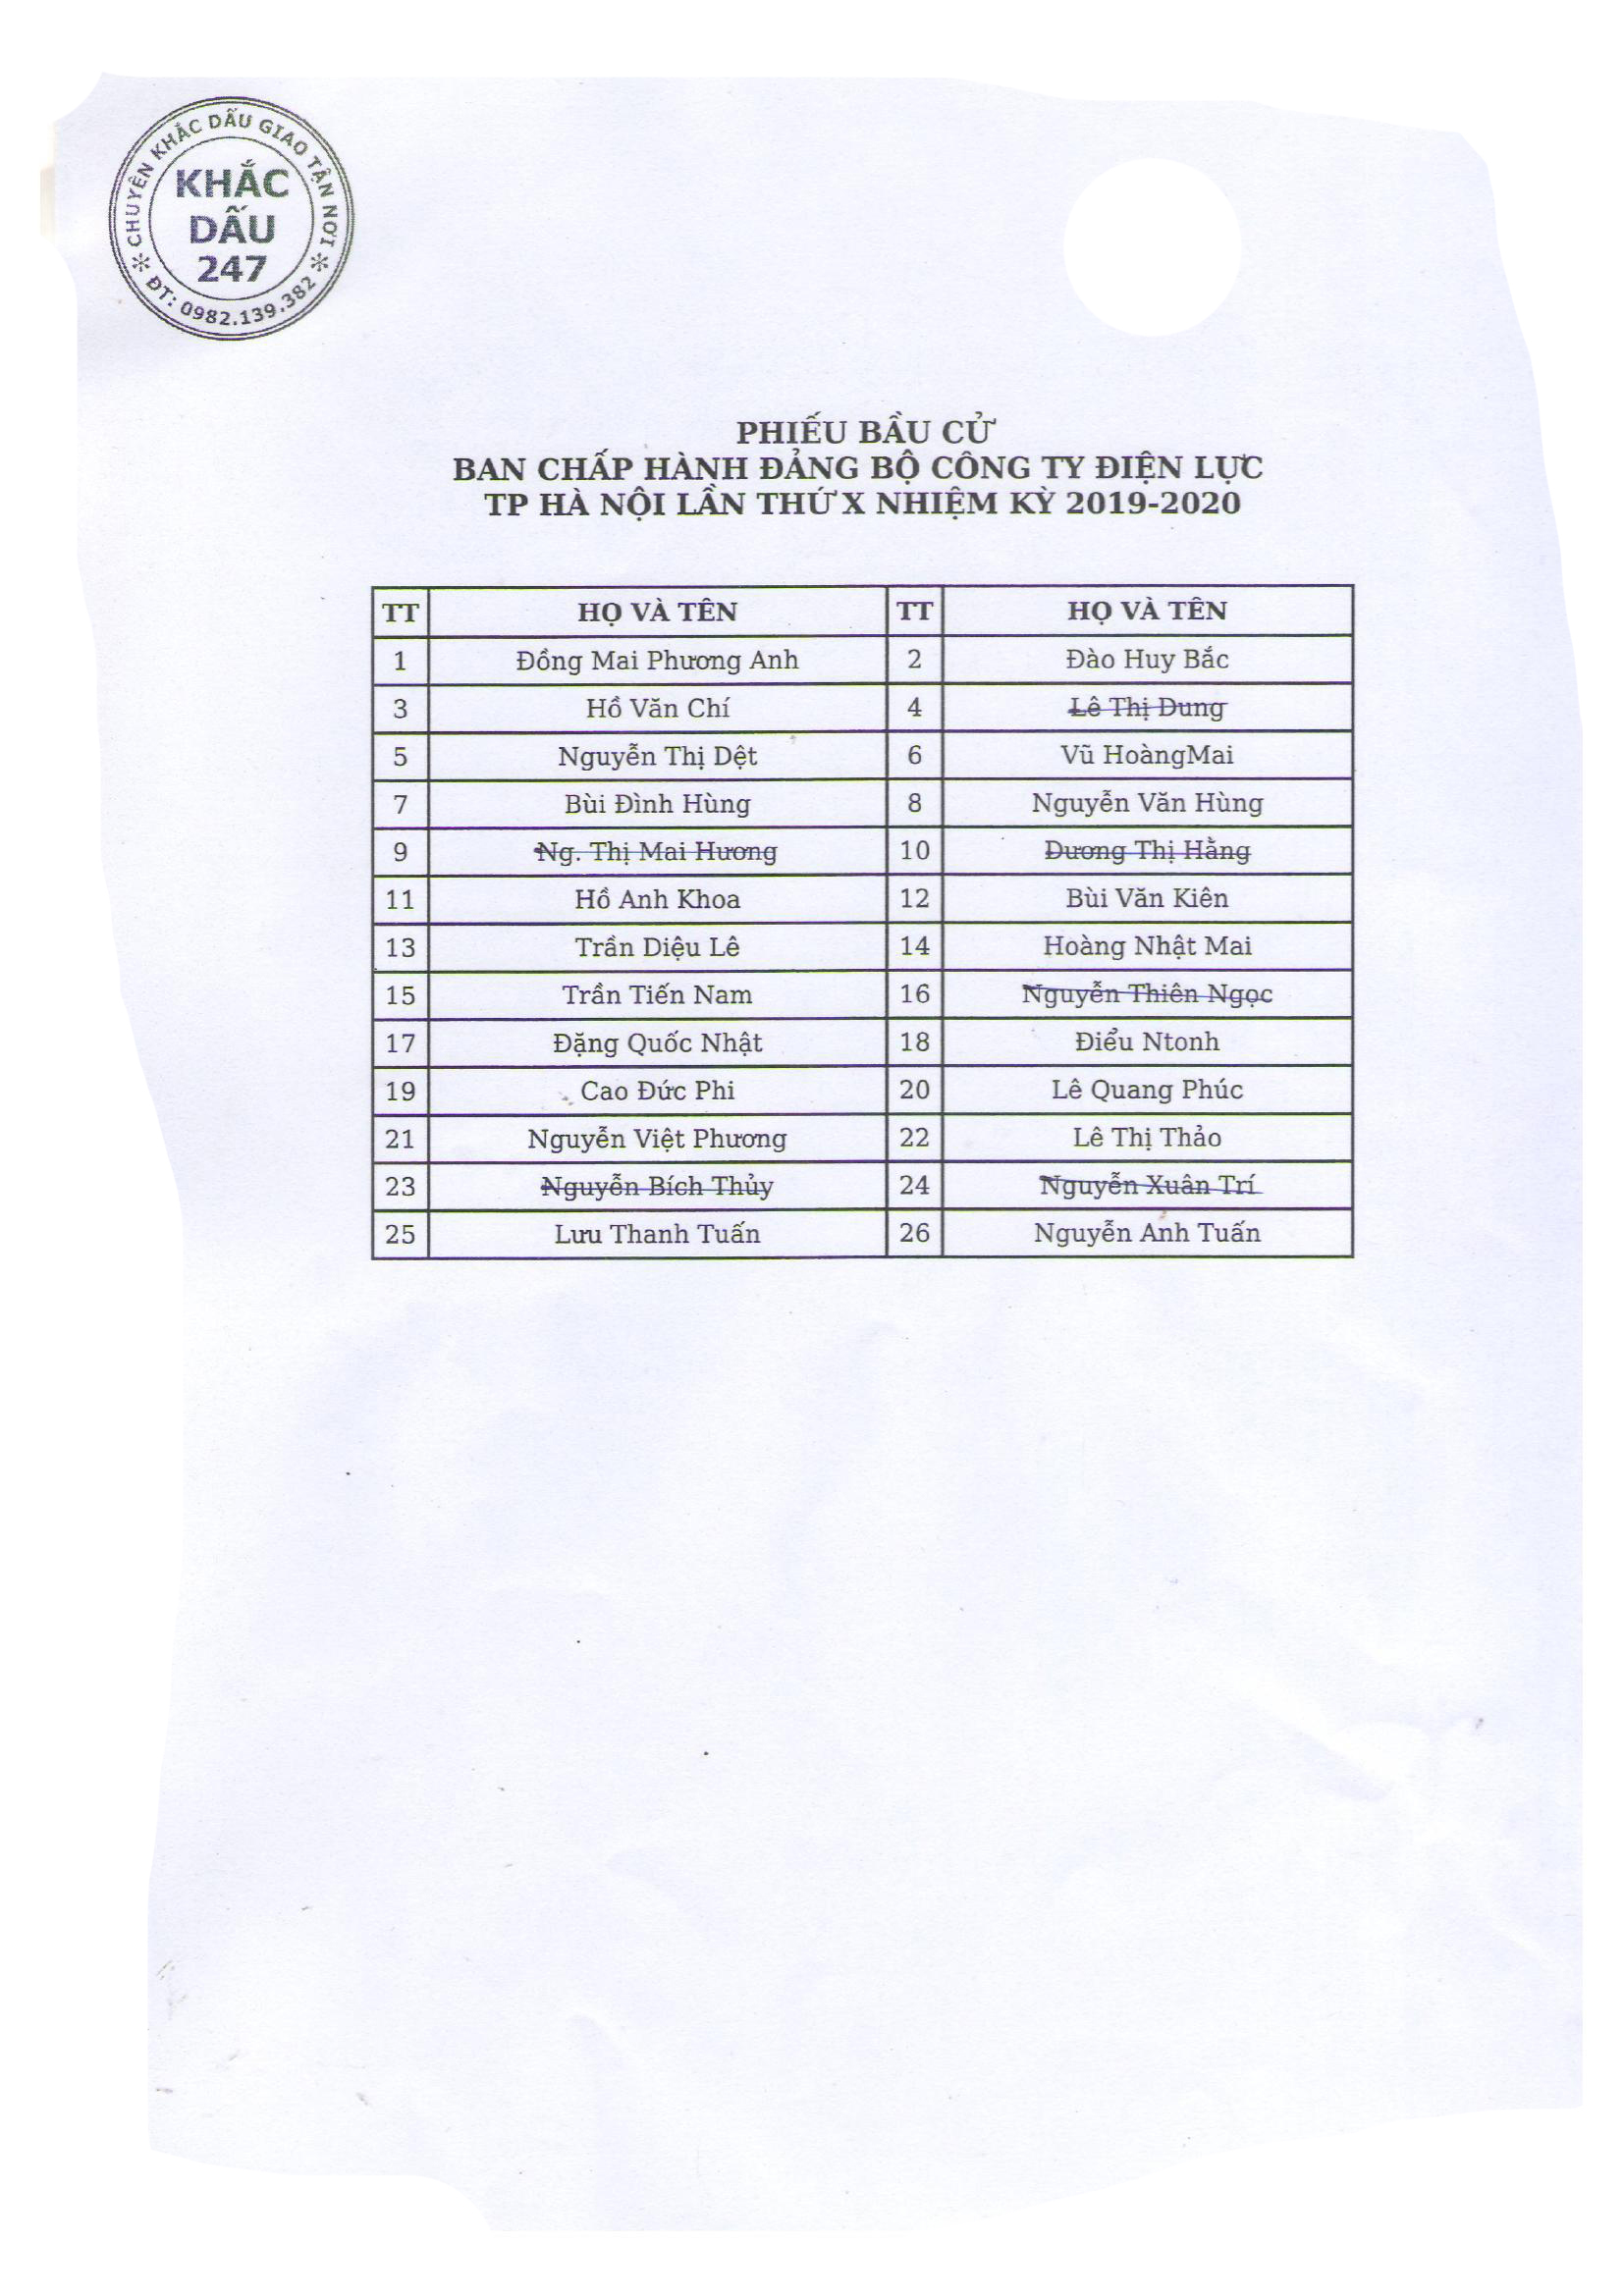 CHUYÊN KHẮC DẤU GIAO TẬN NƠI
KHẮC
DẤU
247
* ĐT: 0982.139.382 *
PHIẾU BẦU CỬ
BAN CHẤP HÀNH ĐẢNG BỘ CÔNG TY ĐIỆN LỰC
TP HÀ NỘI LẦN THỨ X NHIỆM KỲ 2019-2020
TT HỌ VÀ TÊN TT HỌ VÀ TÊN
1 Đồng Mai Phương Anh 2 Đào Huy Bắc
3 Hồ Văn Chí 4 Lê Thị Dung
5 Nguyễn Thị Dệt 6 Vũ HoàngMai
7 Bùi Đình Hùng 8 Nguyễn Văn Hùng
9 Ng. Thị Mai Hương 10 Dương Thị Hằng
11 Hồ Anh Khoa 12 Bùi Văn Kiên
13 Trần Diệu Lê 14 Hoàng Nhật Mai
15 Trần Tiến Nam 16 Nguyễn Thiên Ngọc
17 Đặng Quốc Nhật 18 Điểu Ntonh
19 Cao Đức Phi 20 Lê Quang Phúc
21 Nguyễn Việt Phương 22 Lê Thị Thảo
23 Nguyễn Bích Thủy 24 Nguyễn Xuân Trí
25 Lưu Thanh Tuấn 26 Nguyễn Anh Tuấn